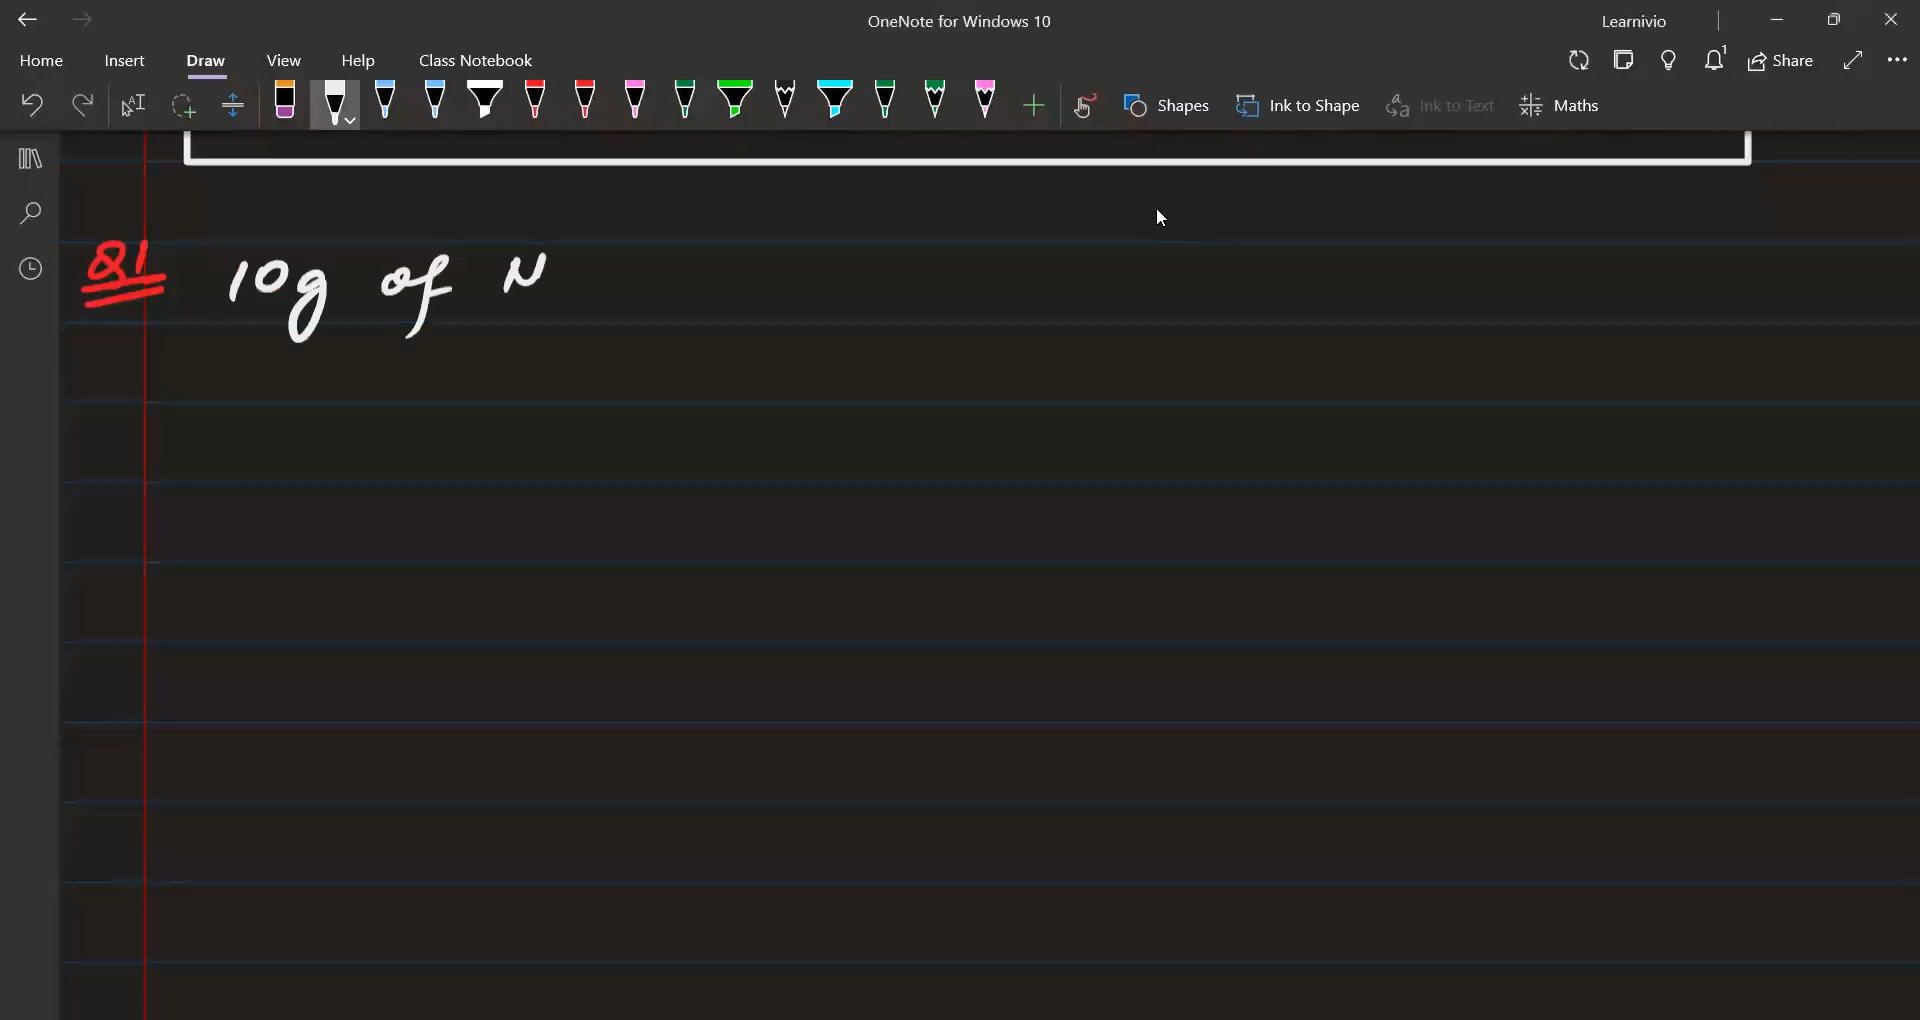 OneNote for Windows 10
Learnivio
Home Insert Draw View Help Class Notebook
1
Share
Shapes Ink to Shape Ink to Text Maths
Q1 10g of N